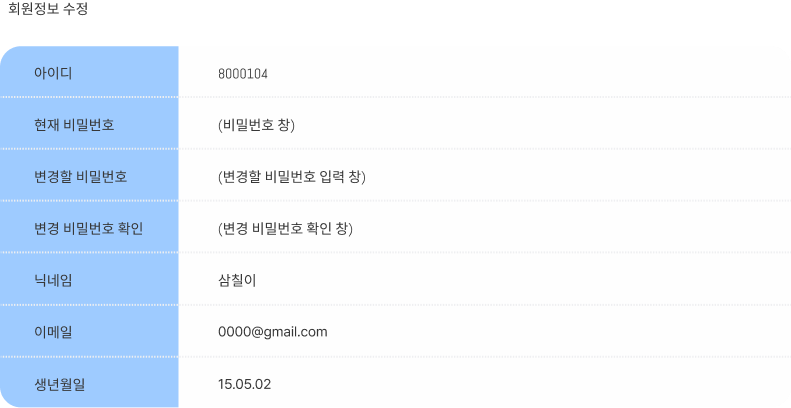 회원정보 수정
아이디 8000104
현재 비밀번호 (비밀번호 창)
변경할 비밀번호 (변경할 비밀번호 입력 창)
변경 비밀번호 확인 (변경 비밀번호 확인 창)
닉네임 삼칠이
이메일 0000@gmail.com
생년월일 15.05.02